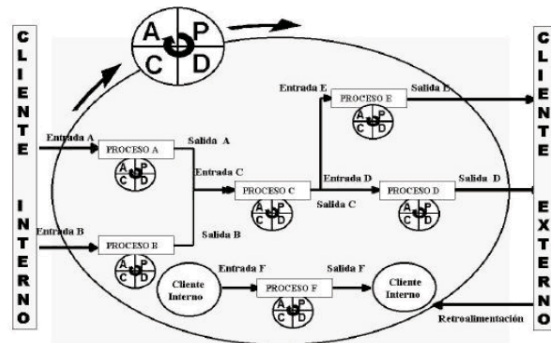 CLIENTE INTERNO
A P
C D
CLIENTE EXTERNO
Entrada E
Salida E
PROCESO E
A P
C D
Entrada A
Salida A
PROCESO A
A P
C D
Entrada C
PROCESO C
A P
C D
Salida C
Entrada D
PROCESO D
Salida D
A P
C D
Entrada B
PROCESO B
Salida B
A P
C D
Cliente
Interno
Entrada F
PROCESO F
Salida F
A P
C D
Cliente
Interno
Retroalimentación